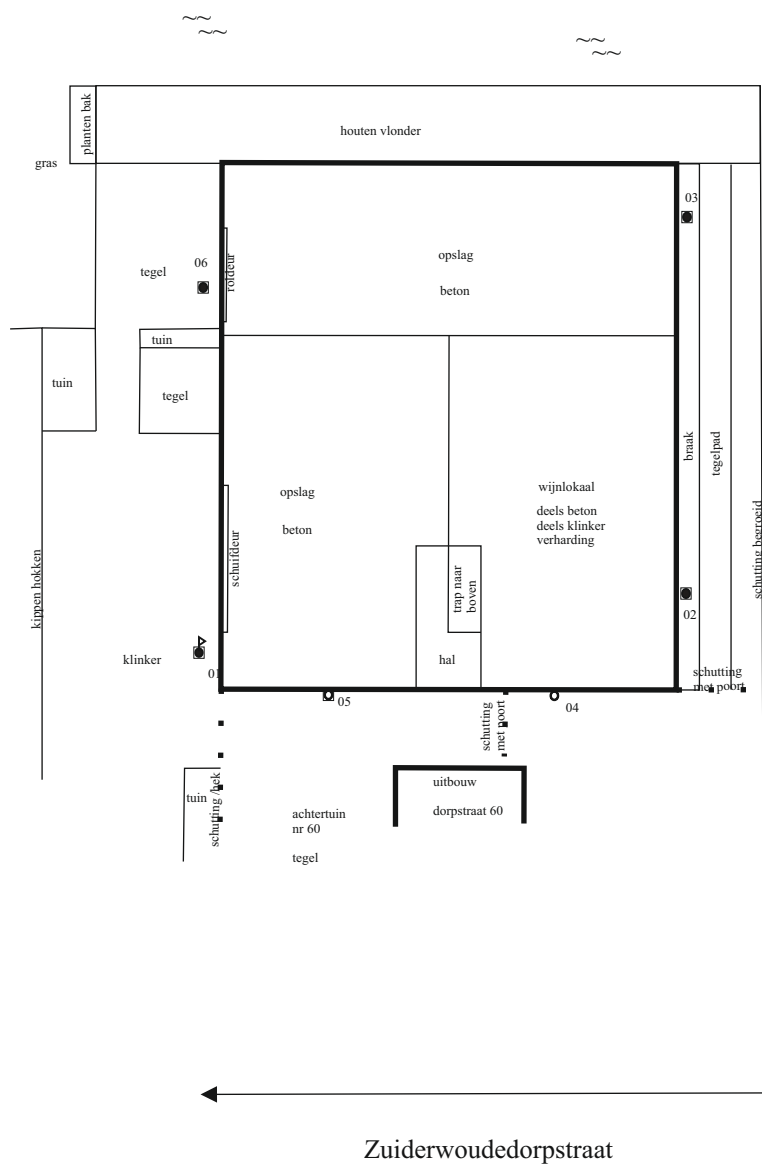 planten bak
houten vlonder
gras
03
06
roldeur
opslag
tegel
beton
tuin
tuin
tegel
braak
tegelpad
opslag
wijnlokaal
schutting begroeid
deels beton
beton
deels klinker
verharding
schuifdeur
kippen hokken
trap naar
boven
02
klinker
hal
01
schutting
met poort
05
04
schutting
met poort
uitbouw
tuin
schutting /hek
achtertuin
dorpstraat 60
nr 60
tegel
Zuiderwoudedorpstraat